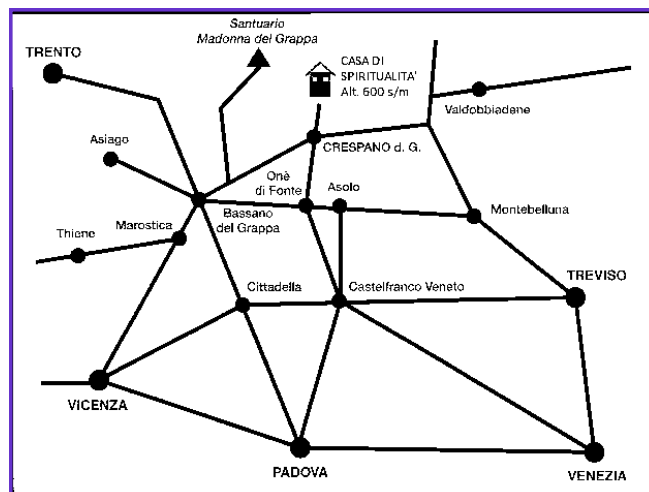 Santuario
Madonna del Grappa
TRENTO
CASA DI
SPIRITUALITA'
Alt. 600 s/m
Valdobbiadene
Asiago
CRESPANO d. G.
Onè
di Fonte
Asolo
Bassano
del Grappa
Montebelluna
Marostica
Thiene
TREVISO
Cittadella
Castelfranco Veneto
VICENZA
PADOVA
VENEZIA